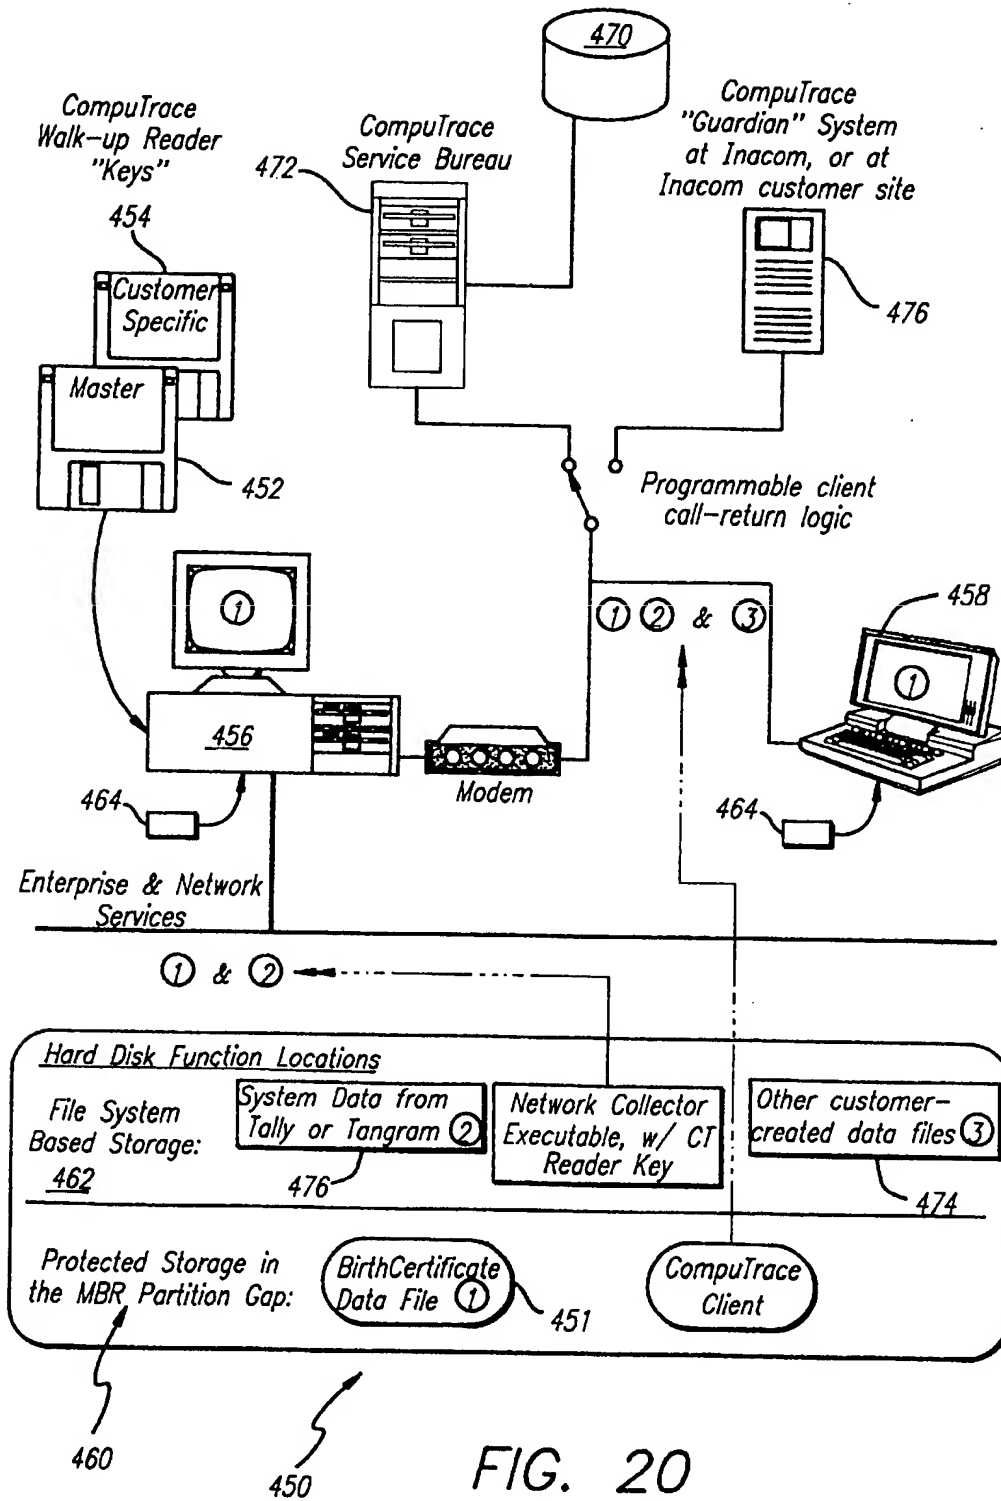 470
CompuTrace
Walk-up Reader
"Keys"
454
CompuTrace
Service Bureau
472
CompuTrace
"Guardian" System
at Inacom, or at
Inacom customer site
476
Customer
Specific
Master
452
Programmable client
call-return logic
1
1 2 & 3
458
1
456
Modem
464
464
Enterprise & Network
Services
1 & 2
Hard Disk Function Locations
File System
Based Storage:
462
System Data from
Tally or Tangram 2
476
Network Collector
Executable, w/ CT
Reader Key
Other customer-
created data files 3
474
Protected Storage in
the MBR Partition Gap:
BirthCertificate
Data File 1
451
CompuTrace
Client
460
450
FIG. 20